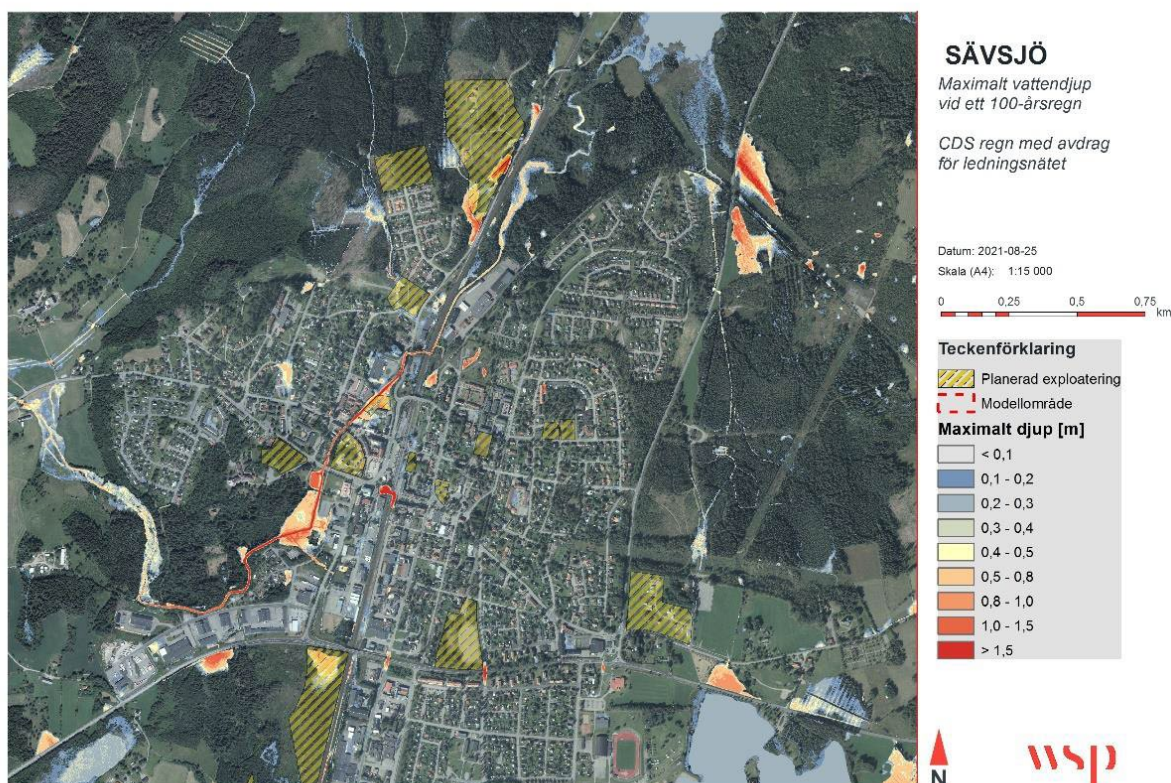 SÄVSJÖ
Maximalt vattendjup
vid ett 100-årsregn
CDS regn med avdrag
för ledningsnätet
Datum: 2021-08-25
Skala (A4): 1:15 000
0 0,25 0,5 0,75
km
Teckenförklaring
Planerad exploatering
Modellområde
Maximalt djup [m]
< 0,1
0,1 - 0,2
0,2 - 0,3
0,3 - 0,4
0,4 - 0,5
0,5 - 0,8
0,8 - 1,0
1,0 - 1,5
> 1,5
N
wsp